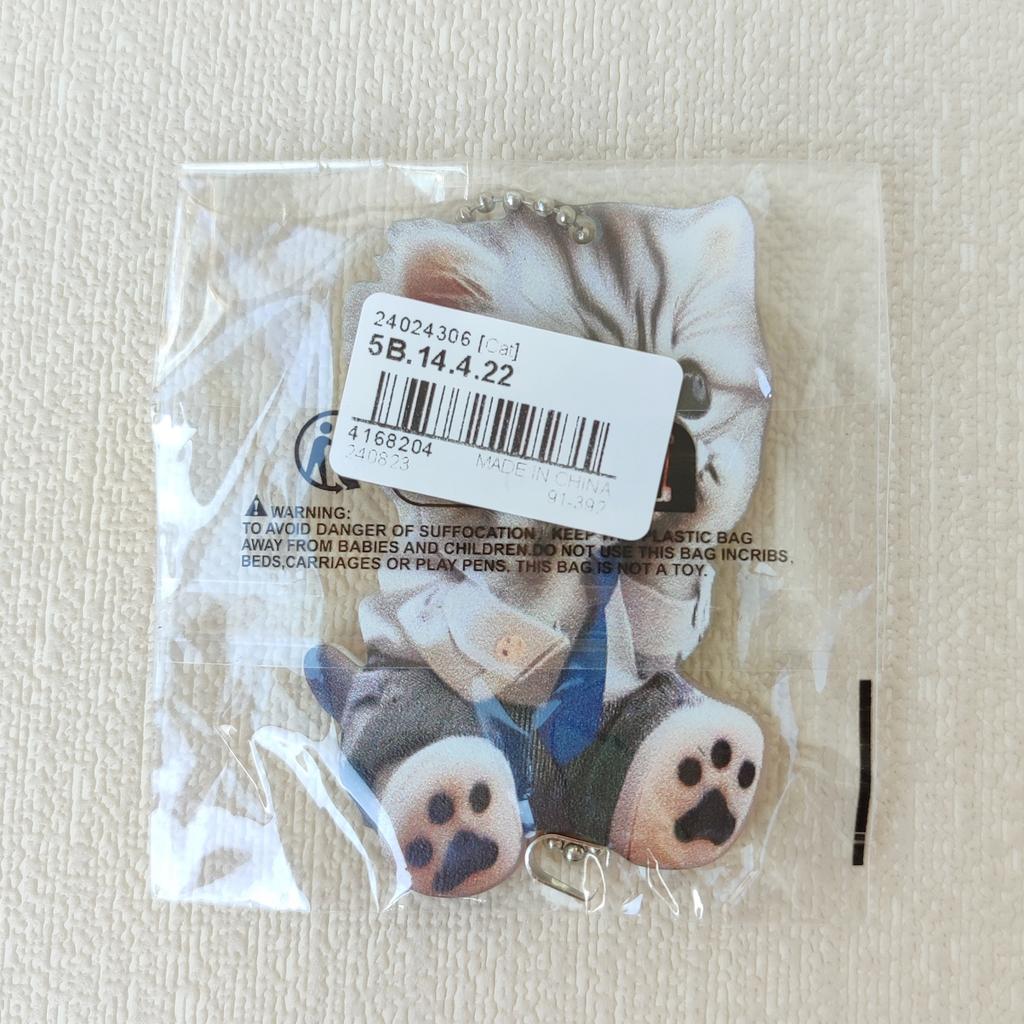 24024306 [Cat]
5B.14.4.22
4168204
240823 MADE IN CHINA
91-392
WARNING:
TO AVOID DANGER OF SUFFOCATION, KEEP PLASTIC BAG
AWAY FROM BABIES AND CHILDREN.DO NOT USE THIS BAG INCRIBS,
BEDS,CARRIAGES OR PLAY PENS. THIS BAG IS NOT A TOY.